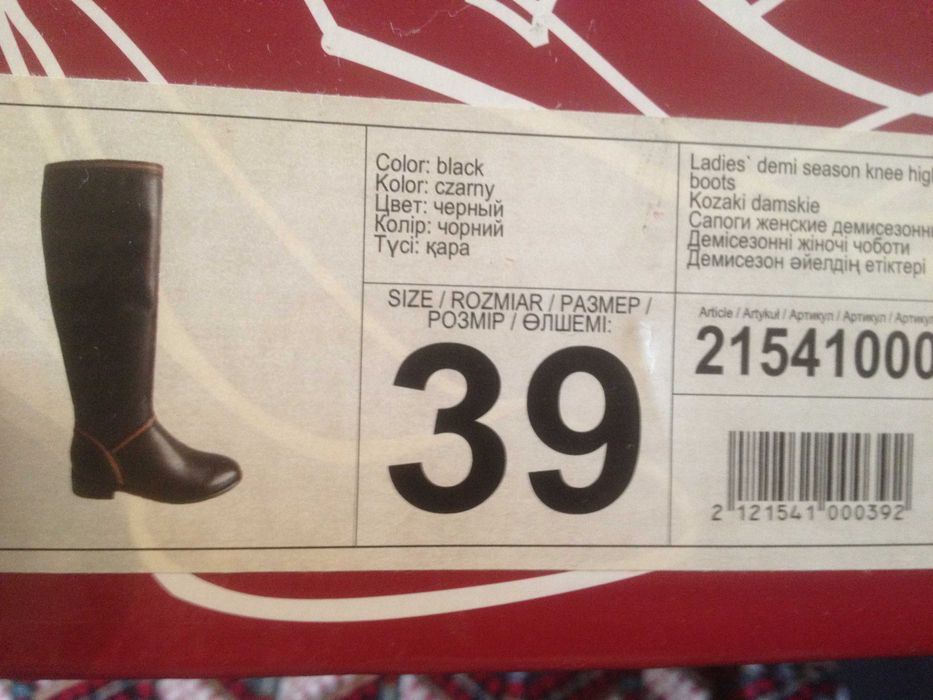 Color: black
Kolor: czarny
Цвет: черный
Колір: чорний
Түсі: қара
Ladies` demi season knee hig
boots
Kozaki damskie
Сапоги женские демисезонн
Демісезонні жіночі чоботи
Демисезон әйелдің етіктері
SIZE / ROZMIAR / РАЗМЕР /
РОЗМІР / ӨЛШЕМІ:
39
Article / Artykuł / Артикул / Артикул / Артикул
21541000
2 121541 000392